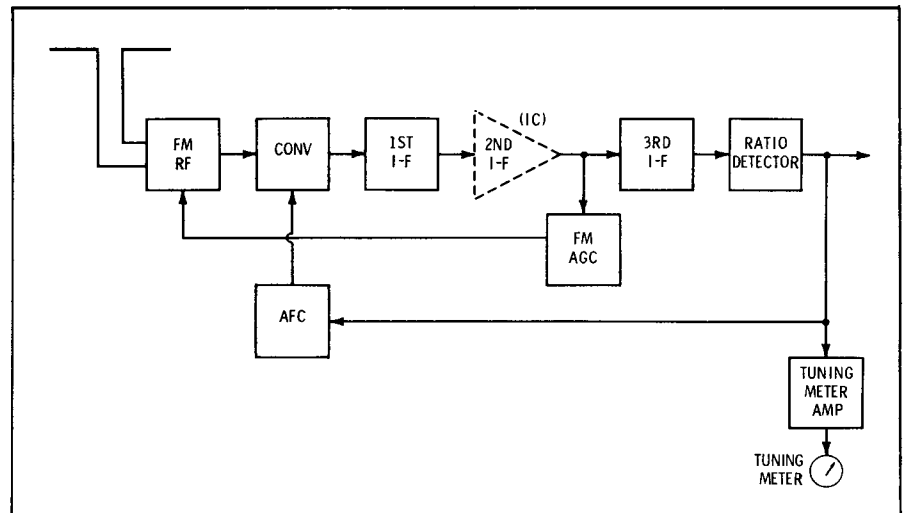 FM
RF
CONV
1ST
I-F
2ND
I-F
(IC)
3RD
I-F
RATIO
DETECTOR
FM
AGC
AFC
TUNING
METER
AMP
TUNING
METER